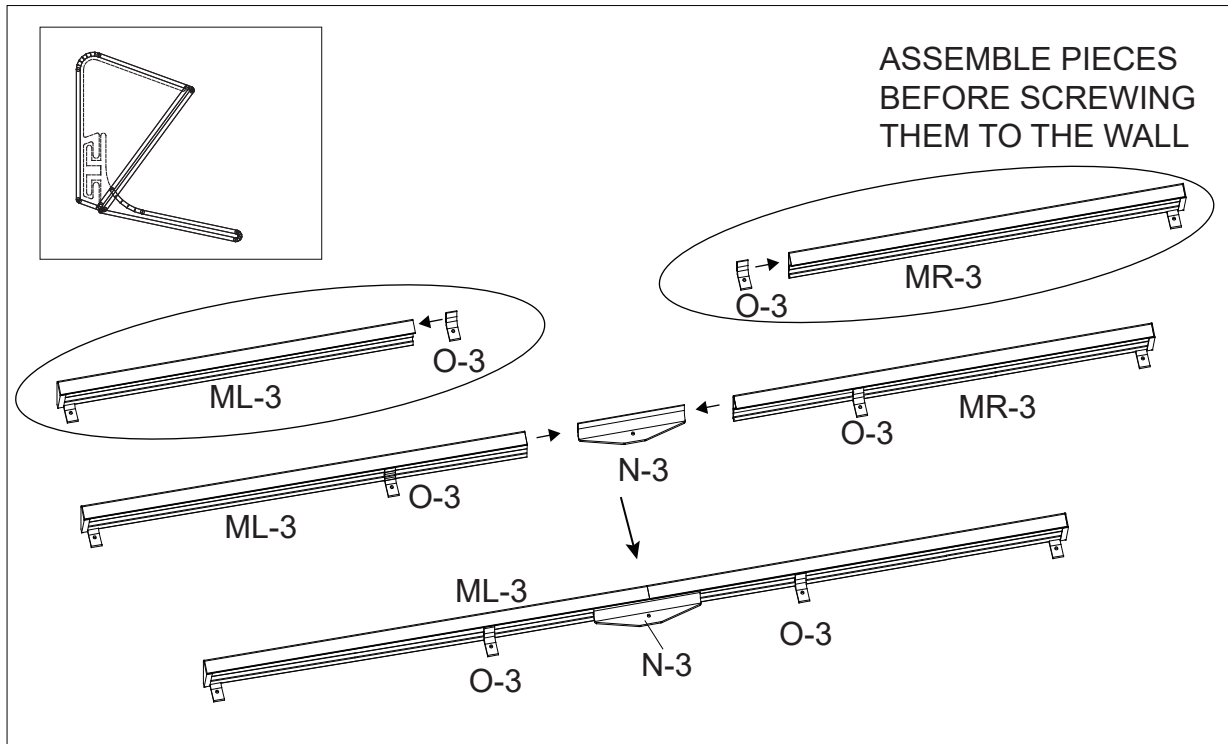 ASSEMBLE PIECES
BEFORE SCREWING
THEM TO THE WALL
MR-3
O-3
O-3
ML-3
MR-3
O-3
N-3
O-3
ML-3
ML-3
O-3
N-3
O-3